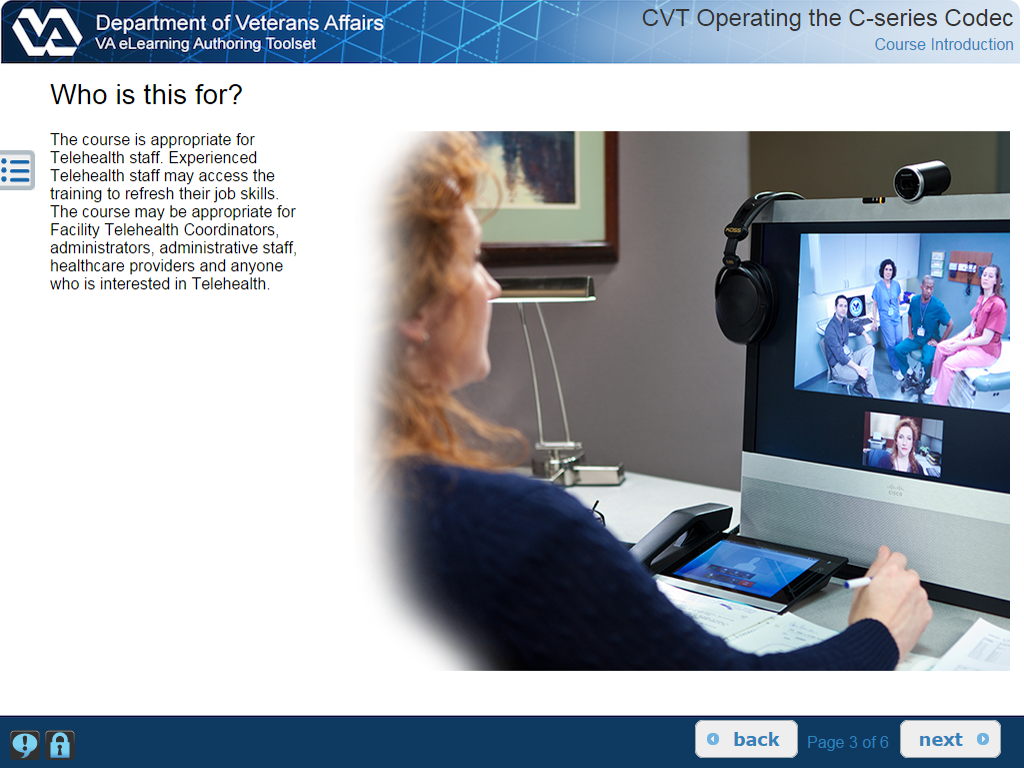 VA
Department of Veterans Affairs
VA eLearning Authoring Toolset
CVT Operating the C-series Codec
Course Introduction
Who is this for?
The course is appropriate for
Telehealth staff. Experienced
Telehealth staff may access the
training to refresh their job skills.
The course may be appropriate for
Facility Telehealth Coordinators,
administrators, administrative staff,
healthcare providers and anyone
who is interested in Telehealth.
KOSS
CISCO
back
Page 3 of 6
next